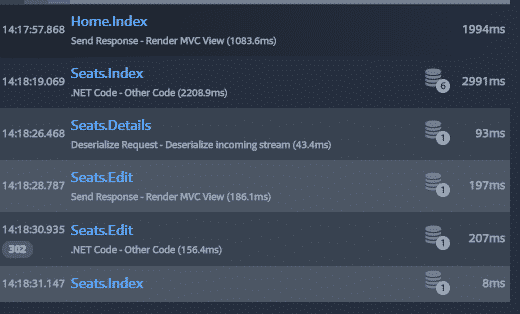 14:17:57.868 Home.Index 1994ms
Send Response - Render MVC View (1083.6ms)
14:18:19.069 Seats.Index 6 2991ms
.NET Code - Other Code (2208.9ms)
14:18:26.468 Seats.Details 1 93ms
Deserialize Request - Deserialize incoming stream (43.4ms)
14:18:28.787 Seats.Edit 1 197ms
Send Response - Render MVC View (186.1ms)
14:18:30.935 Seats.Edit 1 207ms
302 .NET Code - Other Code (156.4ms)
14:18:31.147 Seats.Index 1 8ms